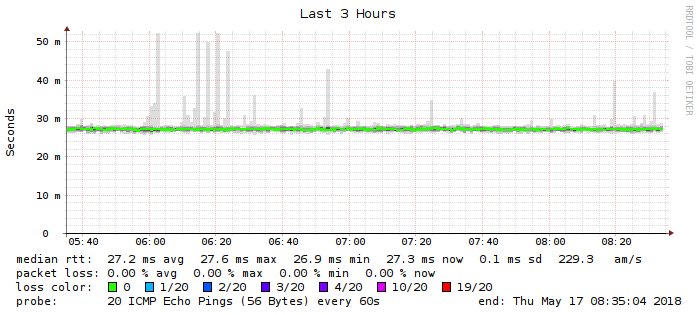 Last 3 Hours
RRDTOOL / TOBI OETIKER
Seconds
50 m
40 m
30 m
20 m
10 m
0
05:40 06:00 06:20 06:40 07:00 07:20 07:40 08:00 08:20
median rtt: 27.2 ms avg 27.6 ms max 26.9 ms min 27.3 ms now 0.1 ms sd 229.3 am/s
packet loss: 0.00 % avg 0.00 % max 0.00 % min 0.00 % now
loss color: 0 1/20 2/20 3/20 4/20 10/20 19/20
probe: 20 ICMP Echo Pings (56 Bytes) every 60s end: Thu May 17 08:35:04 2018